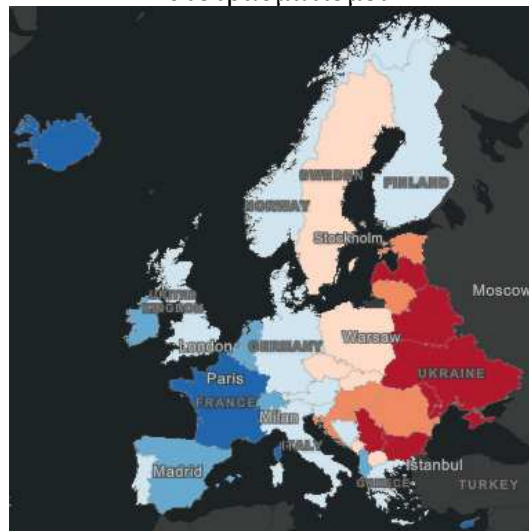 NORWAY
SWEDEN
FINLAND
Stockholm
Moscow
UNITED
KINGDOM
London
GERMANY
Warsaw
UKRAINE
Paris
FRANCE
Milan
ITALY
Madrid
Istanbul
GREECE
TURKEY